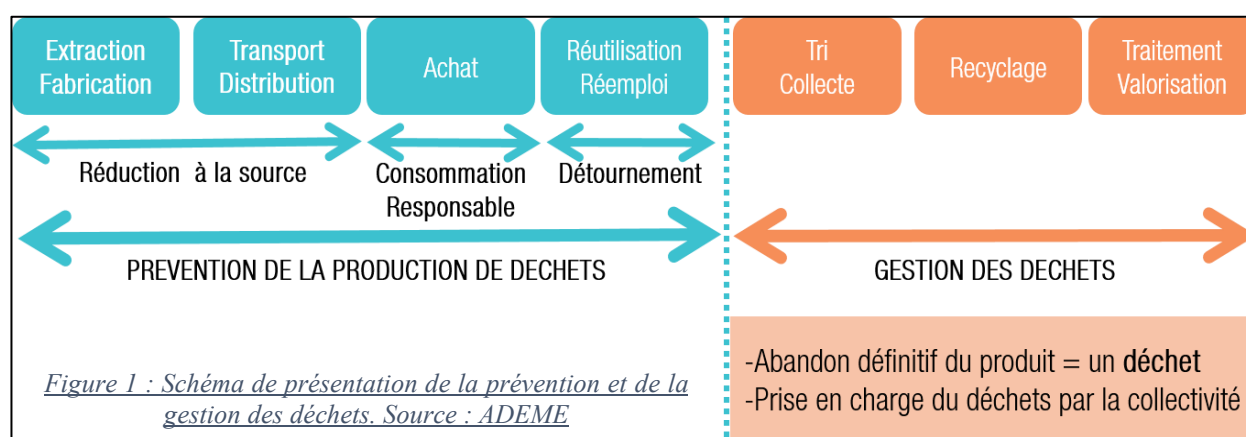 Extraction
Fabrication
Transport
Distribution
Achat
Réutilisation
Réemploi
Tri
Collecte
Recyclage
Traitement
Valorisation
Réduction à la source
Consommation
Responsable
Détournement
PREVENTION DE LA PRODUCTION DE DECHETS
GESTION DES DECHETS
-Abandon définitif du produit = un déchet
-Prise en charge du déchets par la collectivité
Figure 1 : Schéma de présentation de la prévention et de la
gestion des déchets. Source : ADEME